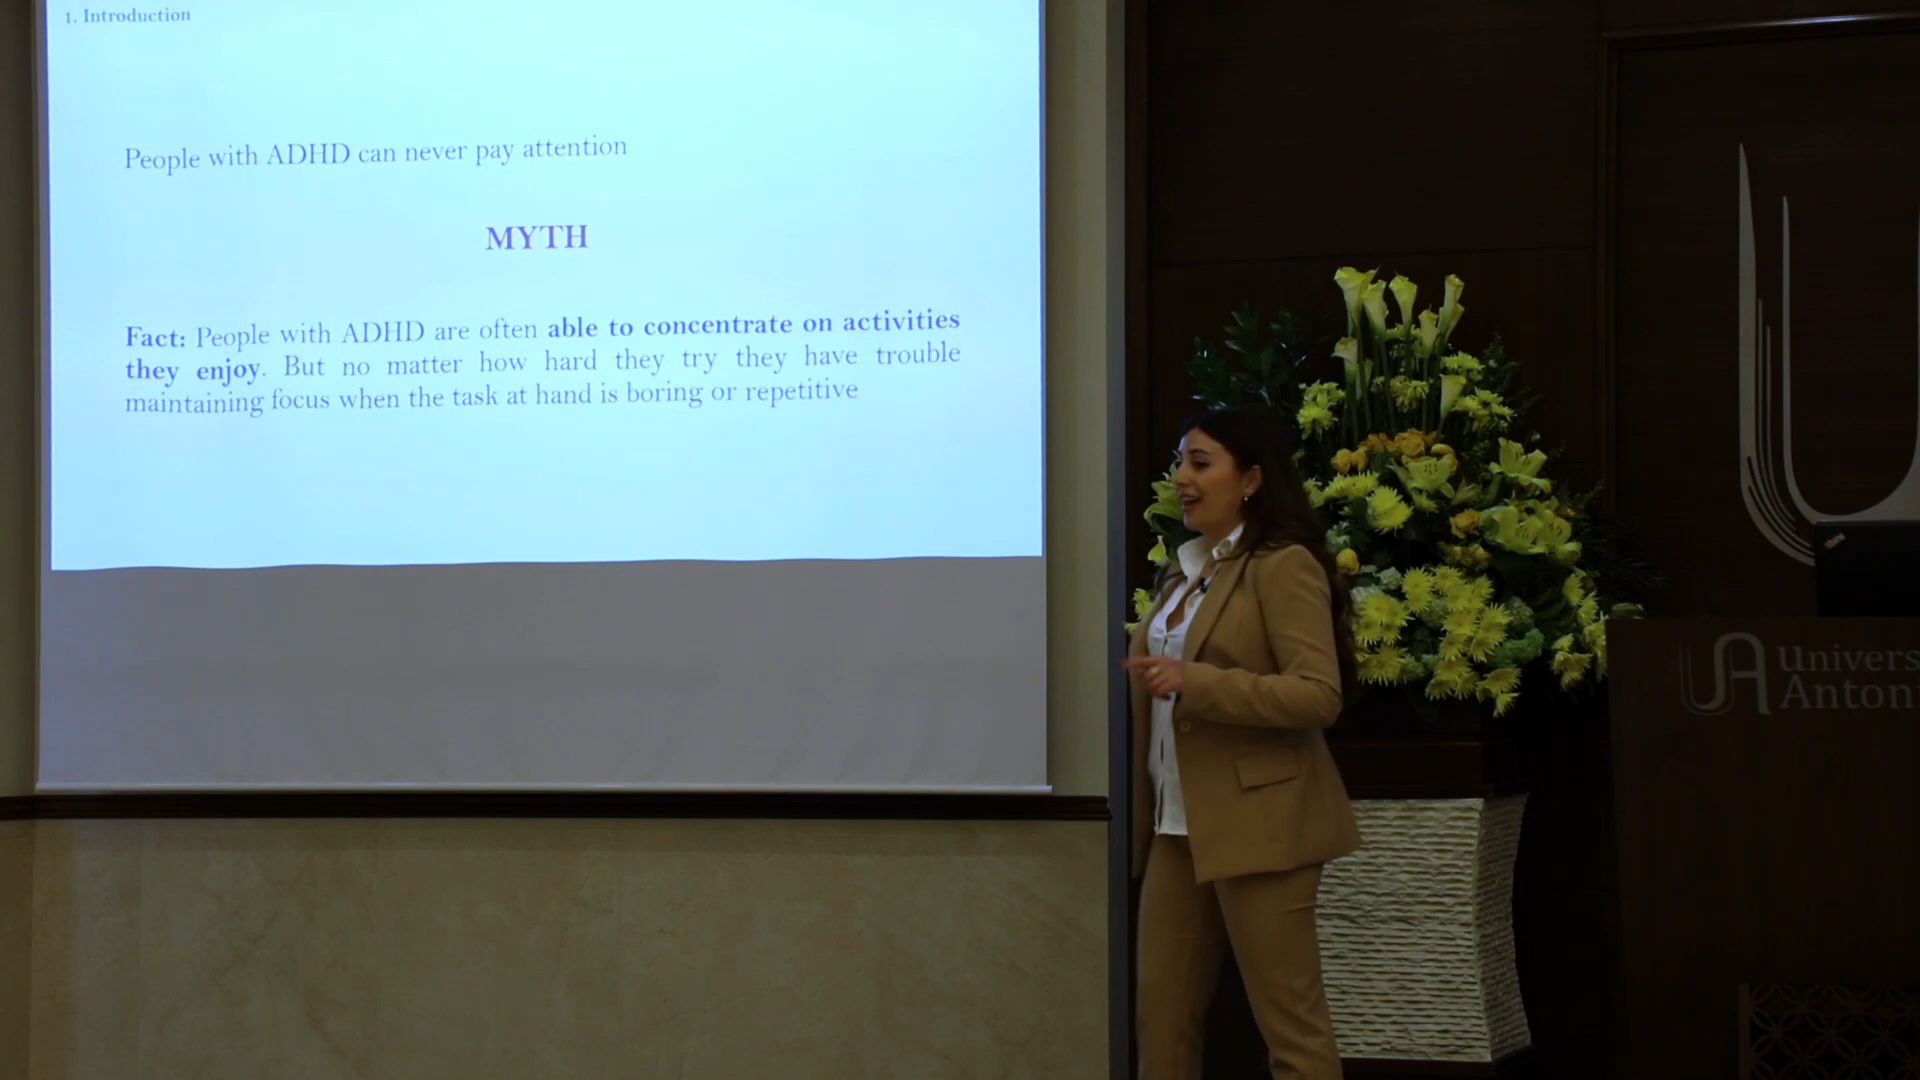 1. Introduction
People with ADHD can never pay attention
MYTH
Fact: People with ADHD are often able to concentrate on activities
they enjoy. But no matter how hard they try they have trouble
maintaining focus when the task at hand is boring or repetitive
UA
Univers
Anton